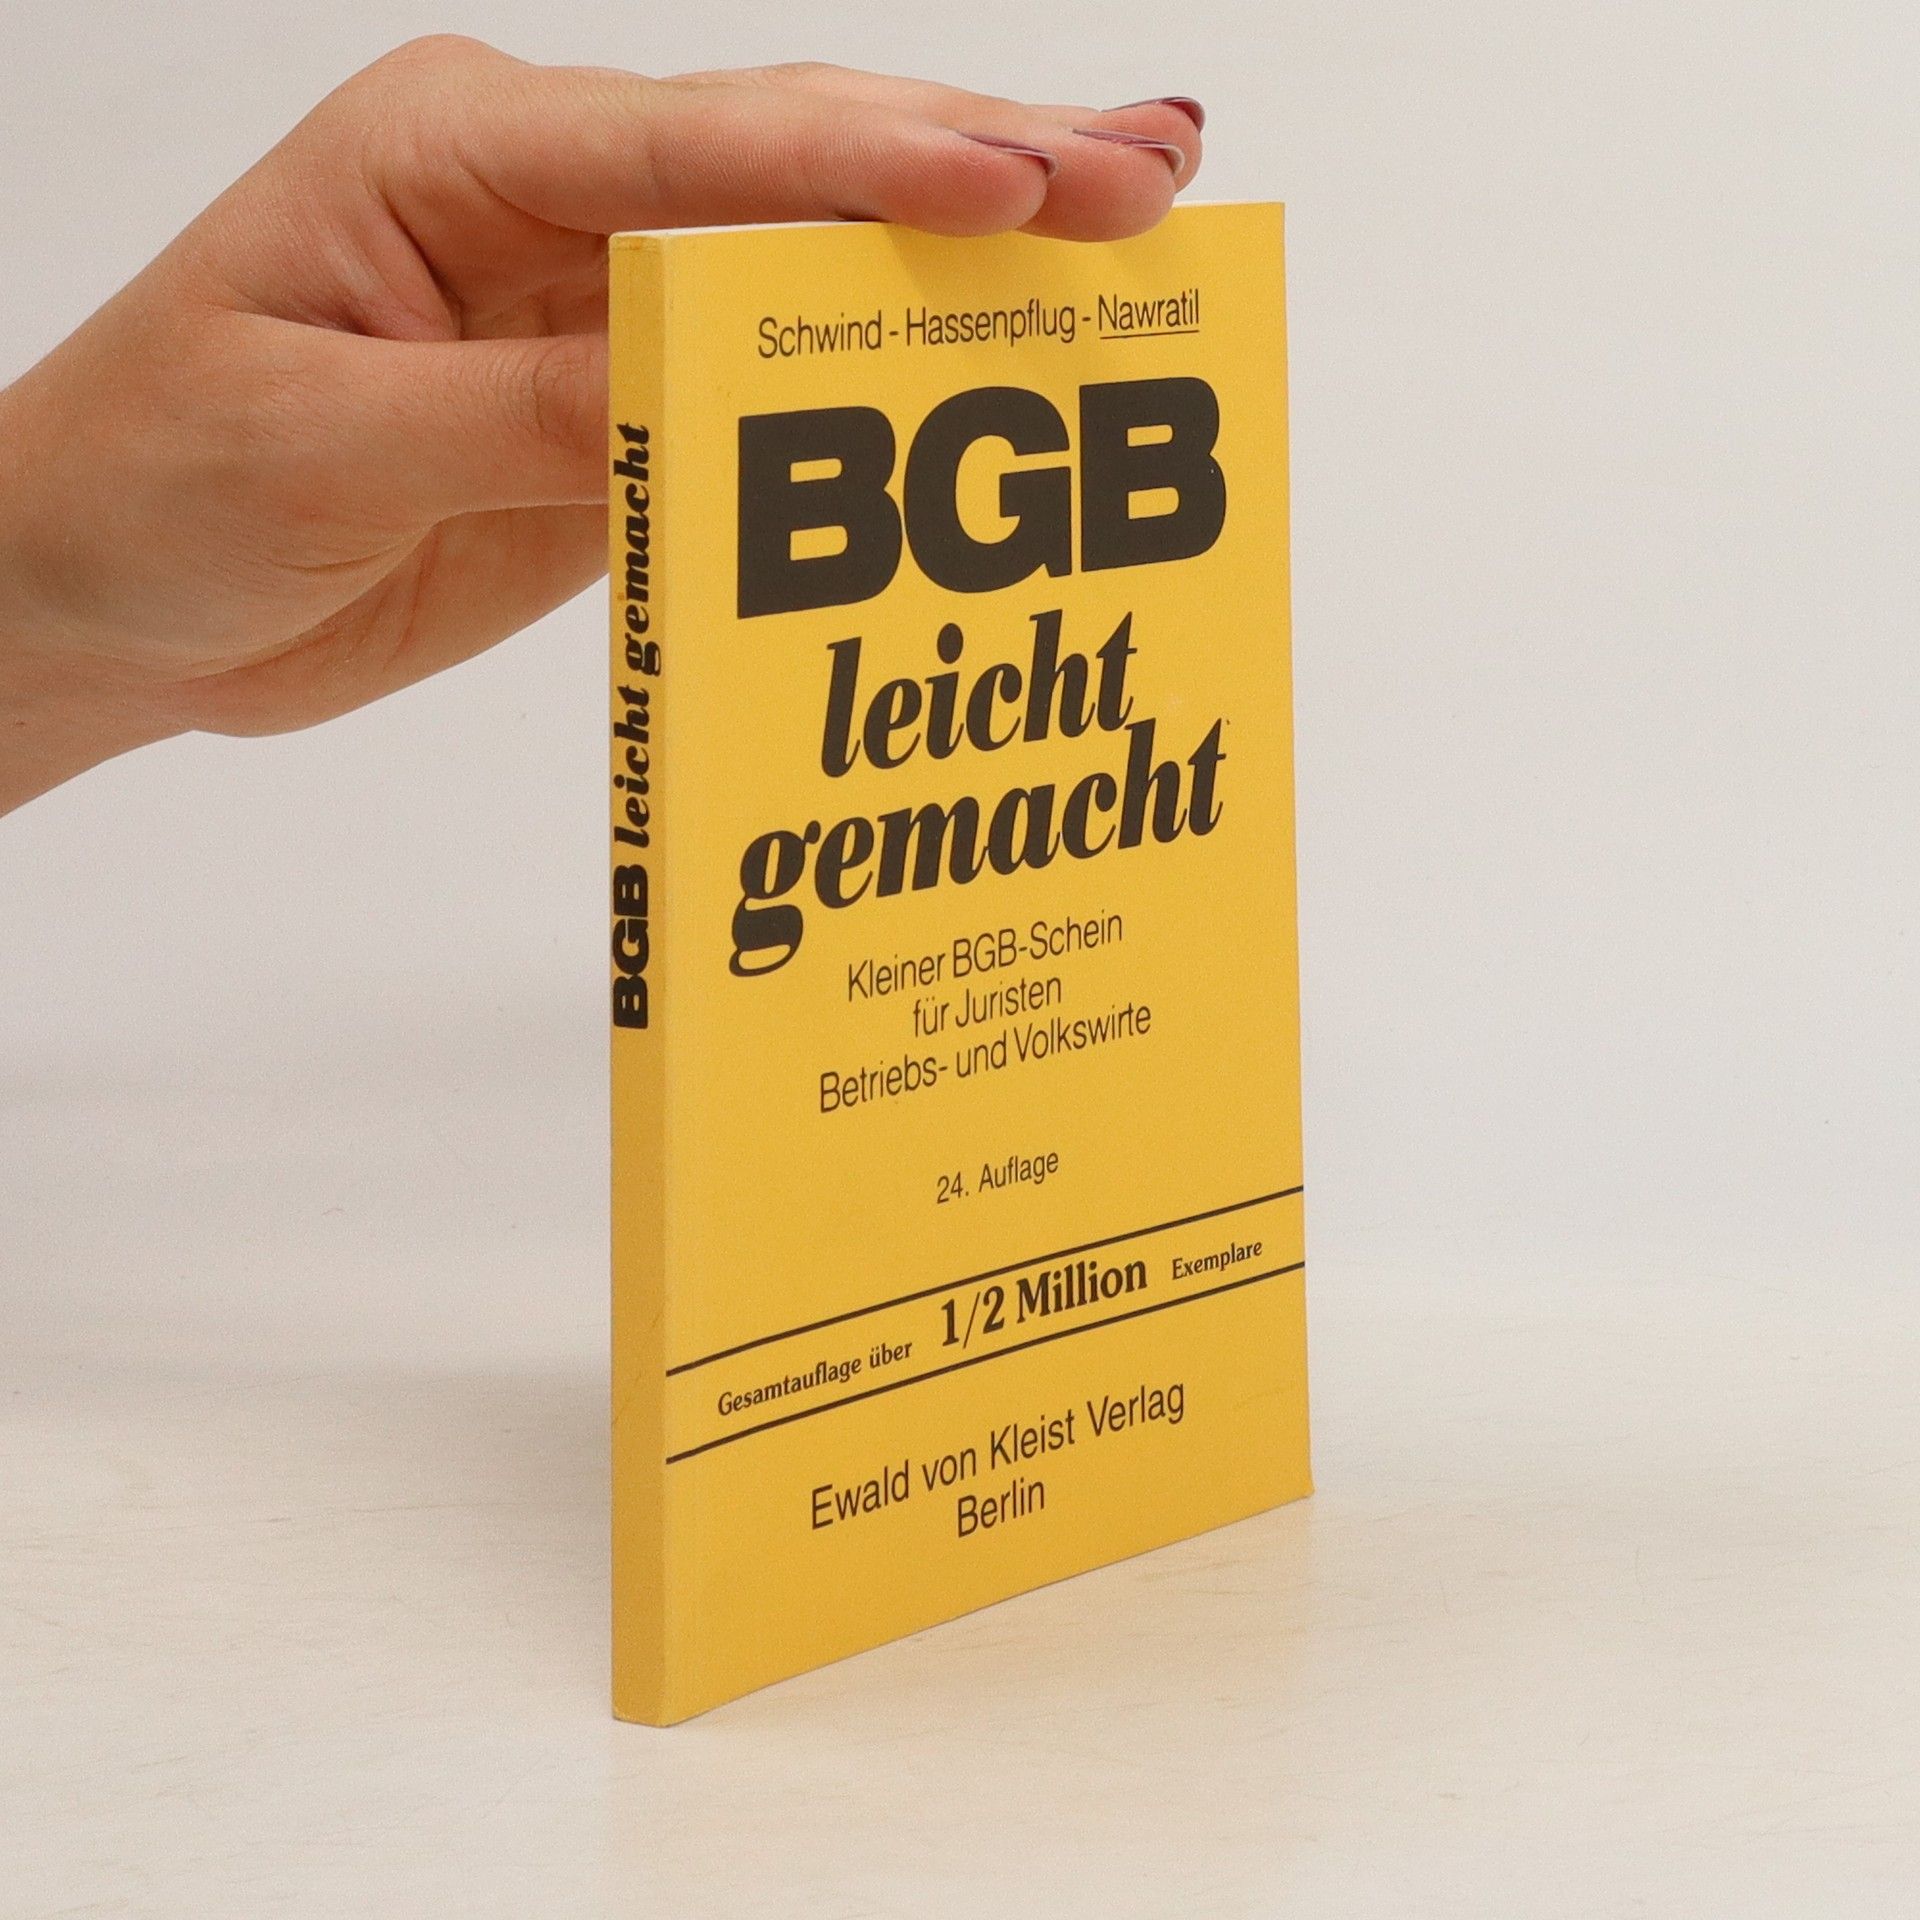 Schwind - Hassenpflug - Nawratil
BGB
leicht
gemacht
Kleiner BGB-Schein
für Juristen
Betriebs- und Volkswirte
24. Auflage
Gesamtauflage über 1/2 Million Exemplare
Ewald von Kleist Verlag
Berlin
BGB leicht gemacht